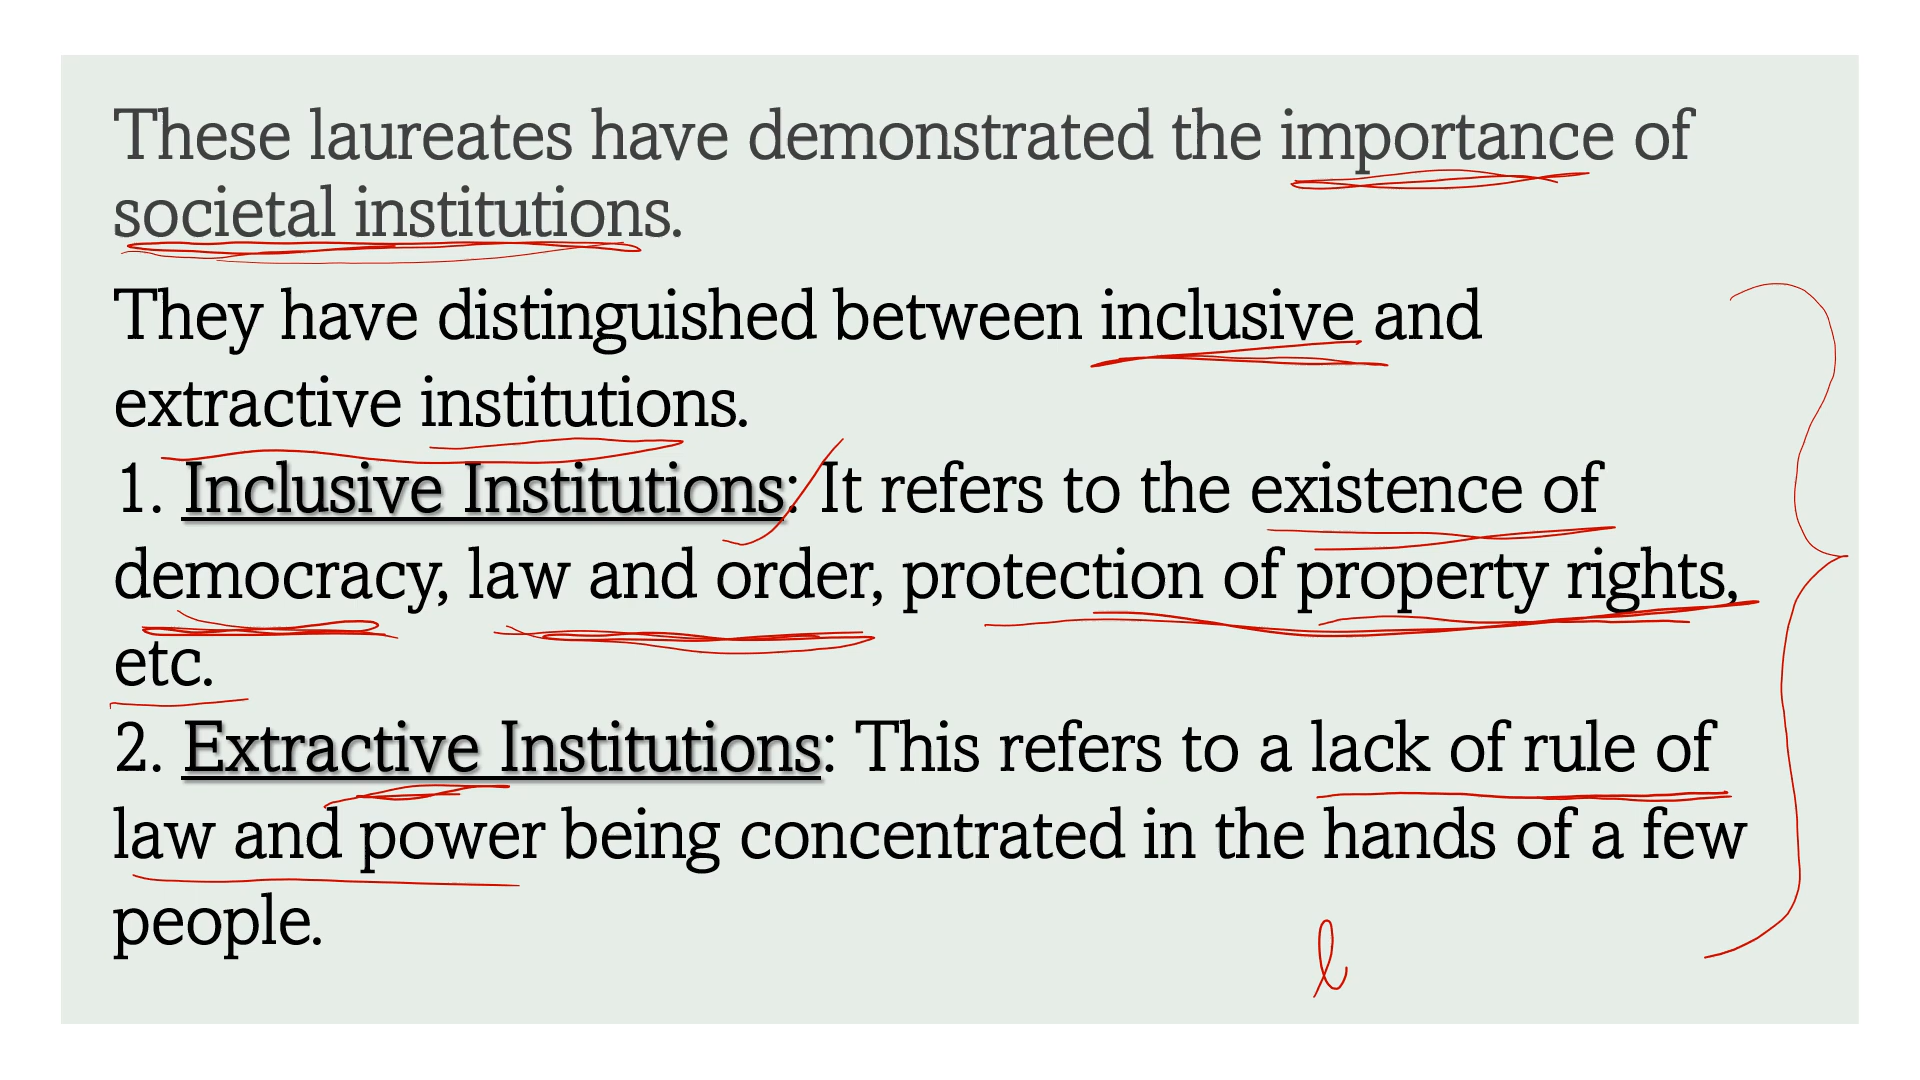 These laureates have demonstrated the importance of
societal institutions.
They have distinguished between inclusive and
extractive institutions.
1. Inclusive Institutions: It refers to the existence of
democracy, law and order, protection of property rights,
etc.
2. Extractive Institutions: This refers to a lack of rule of
law and power being concentrated in the hands of a few
people.
l